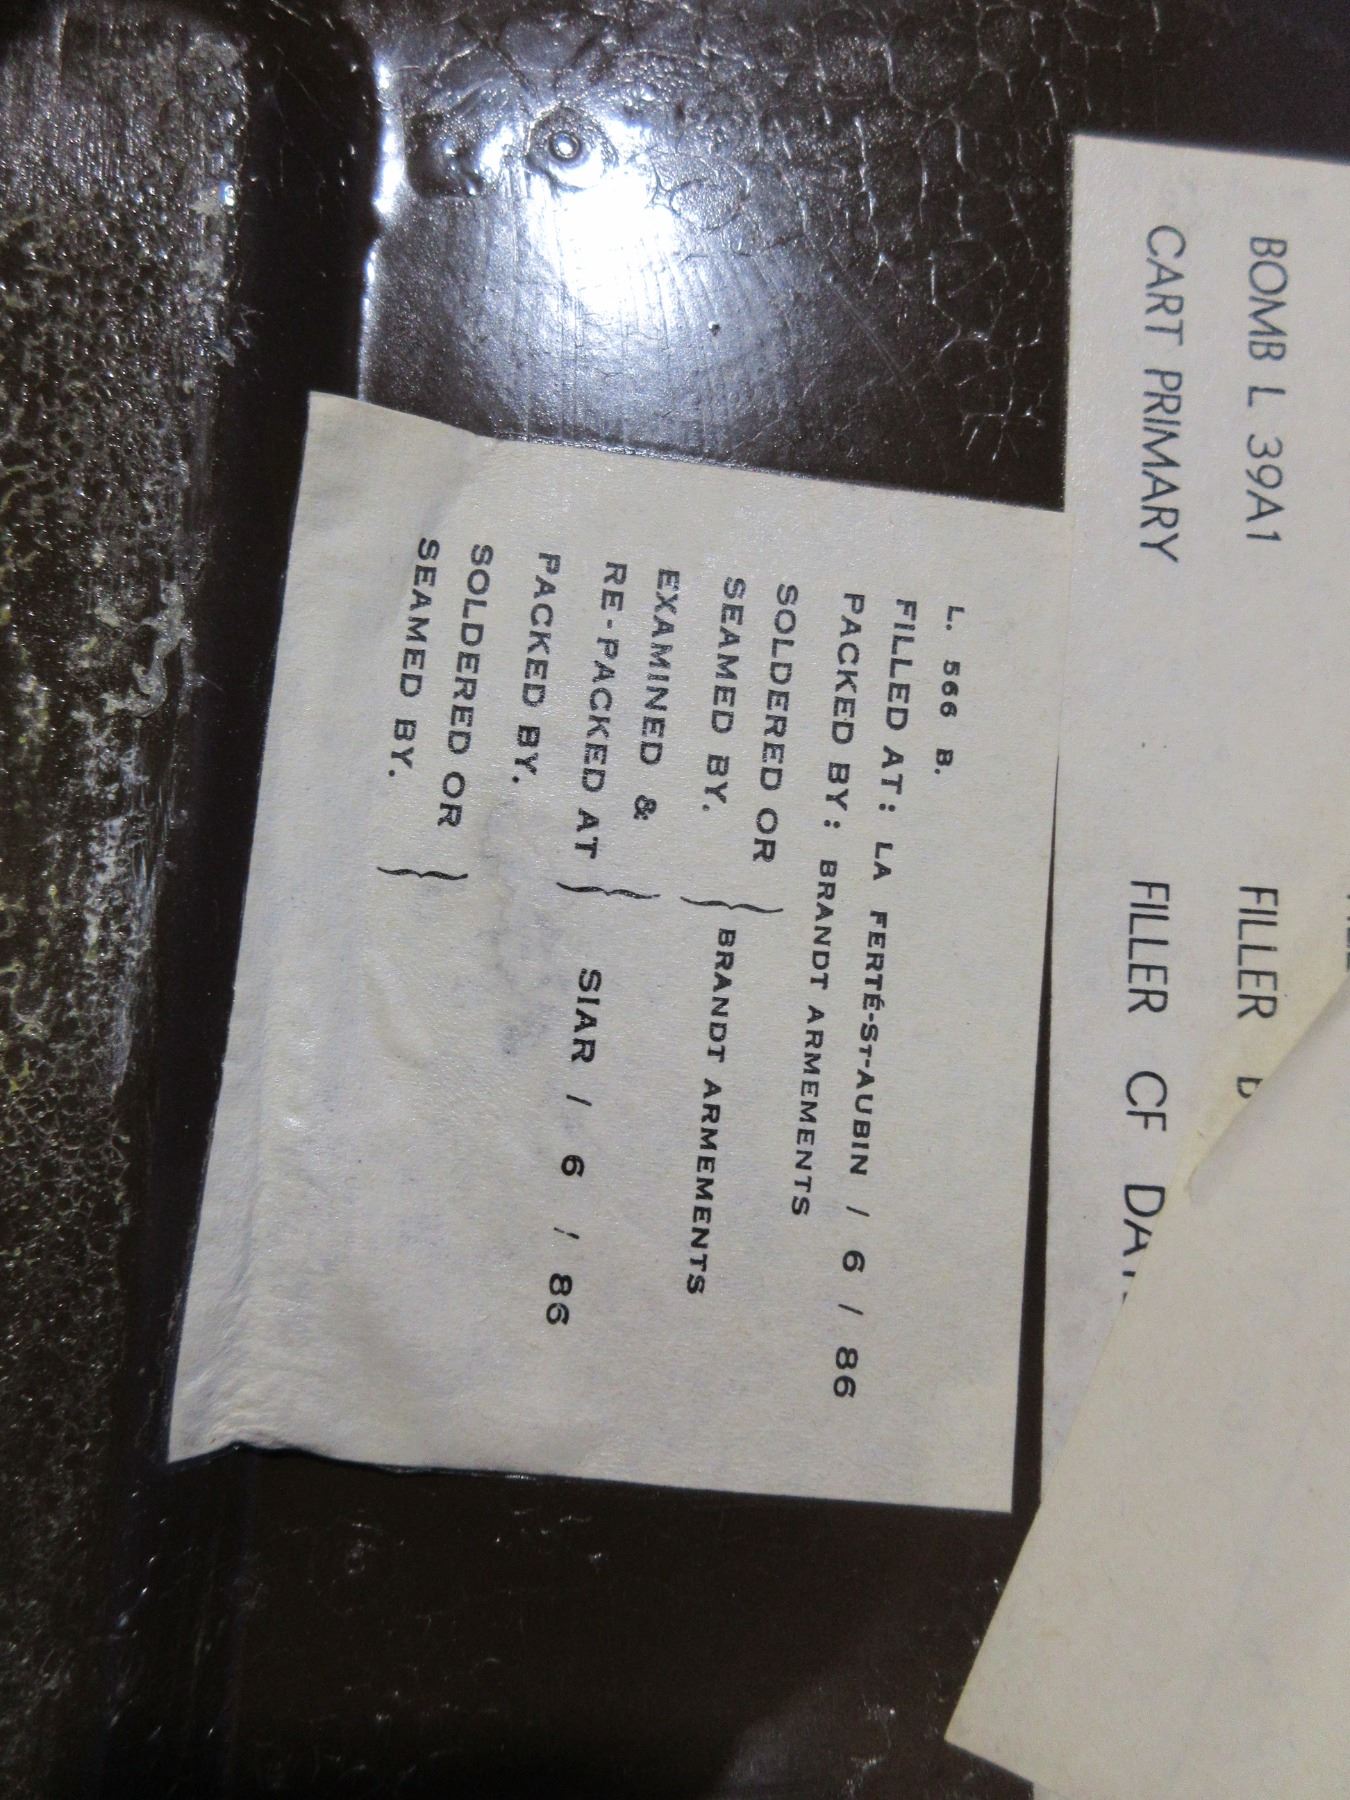 BOMB L 39A1 FILLER
CART PRIMARY FILLER CF
L. 566 B.
FILLED AT: LA FERTÉ-ST-AUBIN / 6 / 86
PACKED BY: BRANDT ARMEMENTS
SOLDERED OR
SEAMED BY. } BRANDT ARMEMENTS
EXAMINED &
RE-PACKED AT } SIAR / 6 / 86
PACKED BY.
SOLDERED OR
SEAMED BY. }